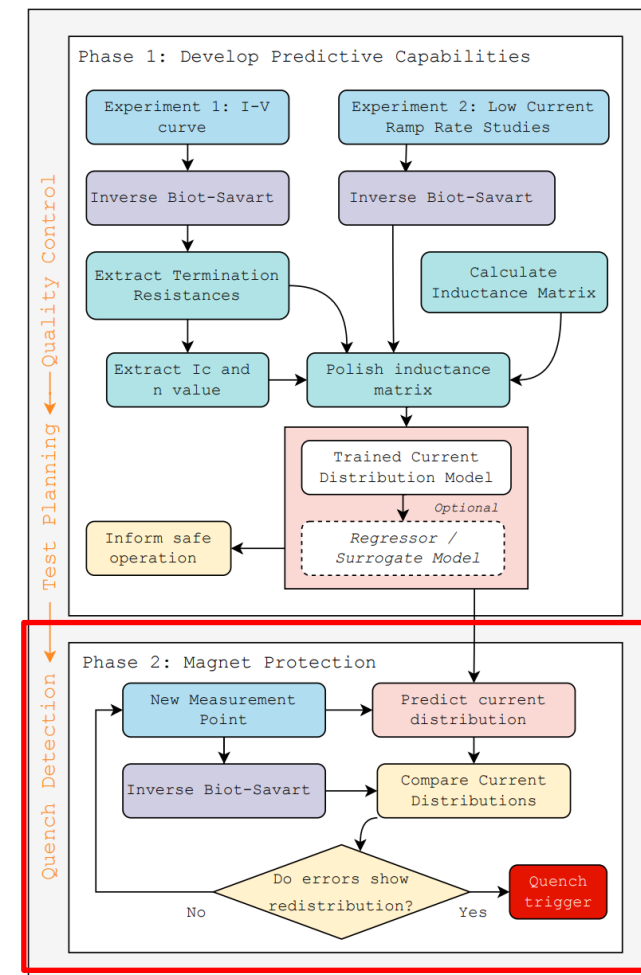 Phase 1: Develop Predictive Capabilities
Experiment 1: I-V
curve
Experiment 2: Low Current
Ramp Rate Studies
Inverse Biot-Savart
Inverse Biot-Savart
Extract Termination
Resistances
Calculate
Inductance Matrix
Extract Ic and
n value
Polish inductance
matrix
Trained Current
Distribution Model
Optional
Regressor /
Surrogate Model
Inform safe
operation
Quality Control
Test Planning
Quench Detection
Phase 2: Magnet Protection
New Measurement
Point
Predict current
distribution
Inverse Biot-Savart
Compare Current
Distributions
Do errors show
redistribution?
No
Yes
Quench
trigger